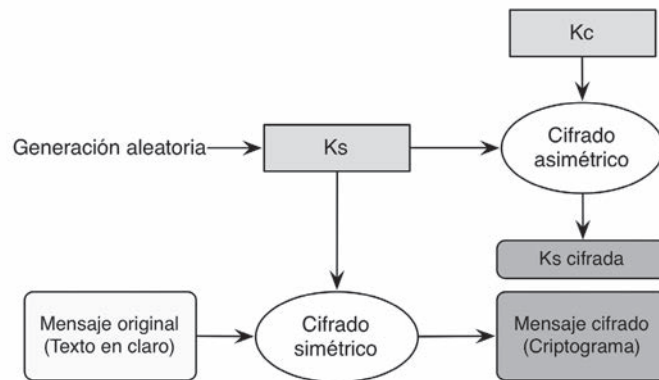 Kc
Generación aleatoria
Ks
Cifrado
asimétrico
Ks cifrada
Mensaje original
(Texto en claro)
Cifrado
simétrico
Mensaje cifrado
(Criptograma)